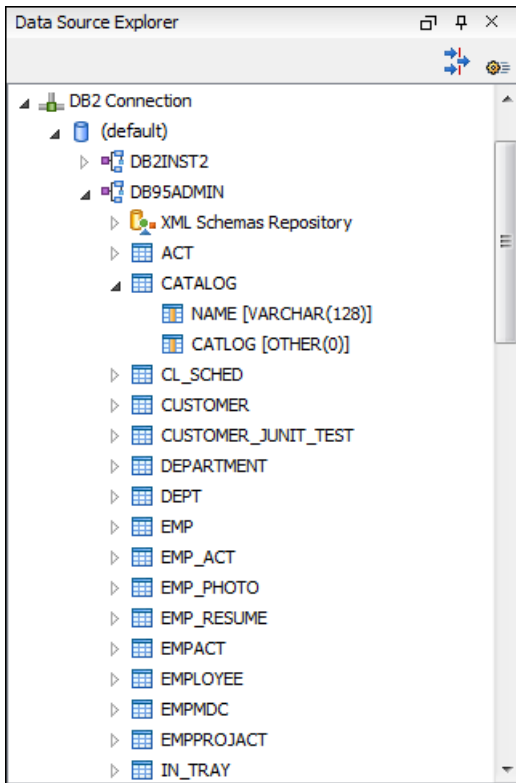 Data Source Explorer
DB2 Connection
(default)
DB2INST2
DB95ADMIN
XML Schemas Repository
ACT
CATALOG
NAME [VARCHAR(128)]
CATLOG [OTHER(0)]
CL_SCHED
CUSTOMER
CUSTOMER_JUNIT_TEST
DEPARTMENT
DEPT
EMP
EMP_ACT
EMP_PHOTO
EMP_RESUME
EMPACT
EMPLOYEE
EMPMDC
EMPPROJACT
IN_TRAY